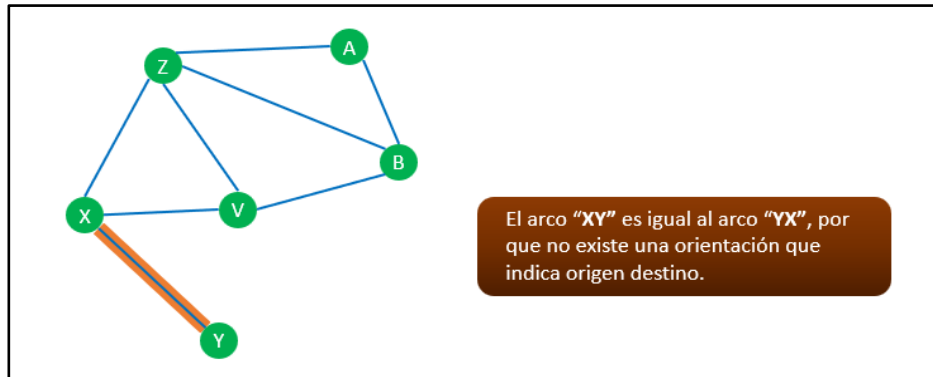 A
Z
B
V
X
El arco “XY” es igual al arco “YX”, por
que no existe una orientación que
indica origen destino.
Y